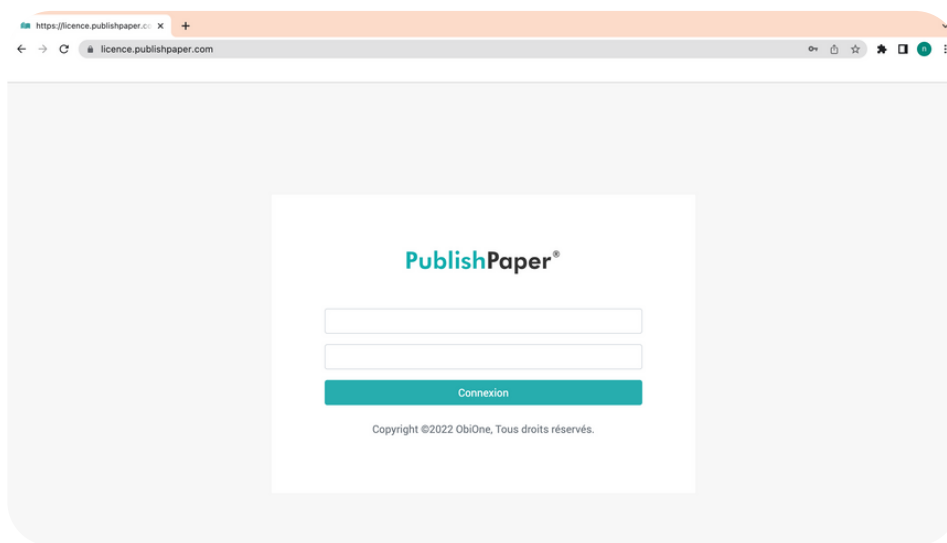 https://licence.publishpaper.co
licence.publishpaper.com
n
PublishPaper®
Connexion
Copyright ©2022 ObiOne, Tous droits réservés.